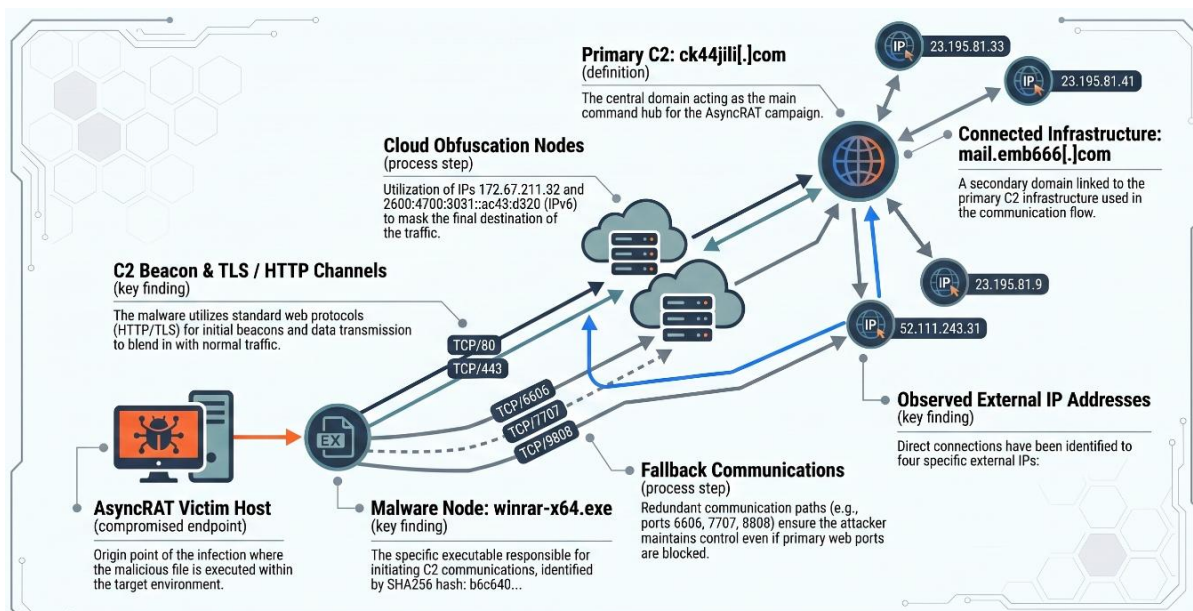 Primary C2: ck44jili[.]com
(definition)
The central domain acting as the main
command hub for the AsyncRAT campaign.
IP
23.195.81.33
IP
23.195.81.41
Connected Infrastructure:
mail.emb666[.]com
A secondary domain linked to the
primary C2 infrastructure used in
the communication flow.
Cloud Obfuscation Nodes
(process step)
Utilization of IPs 172.67.211.32 and
2600:4700:3031::ac43:d320 (IPv6)
to mask the final destination of
the traffic.
C2 Beacon & TLS / HTTP Channels
(key finding)
The malware utilizes standard web protocols
(HTTP/TLS) for initial beacons and data transmission
to blend in with normal traffic.
TCP/80
TCP/443
TCP/6606
TCP/7707
TCP/9808
IP
23.195.81.9
IP
52.111.243.31
Observed External IP Addresses
(key finding)
Direct connections have been identified to
four specific external IPs:
EX
AsyncRAT Victim Host
(compromised endpoint)
Origin point of the infection where
the malicious file is executed within
the target environment.
Malware Node: winrar-x64.exe
(key finding)
The specific executable responsible for
initiating C2 communications, identified
by SHA256 hash: b6c640...
Fallback Communications
(process step)
Redundant communication paths (e.g.,
ports 6606, 7707, 8808) ensure the attacker
maintains control even if primary web ports
are blocked.